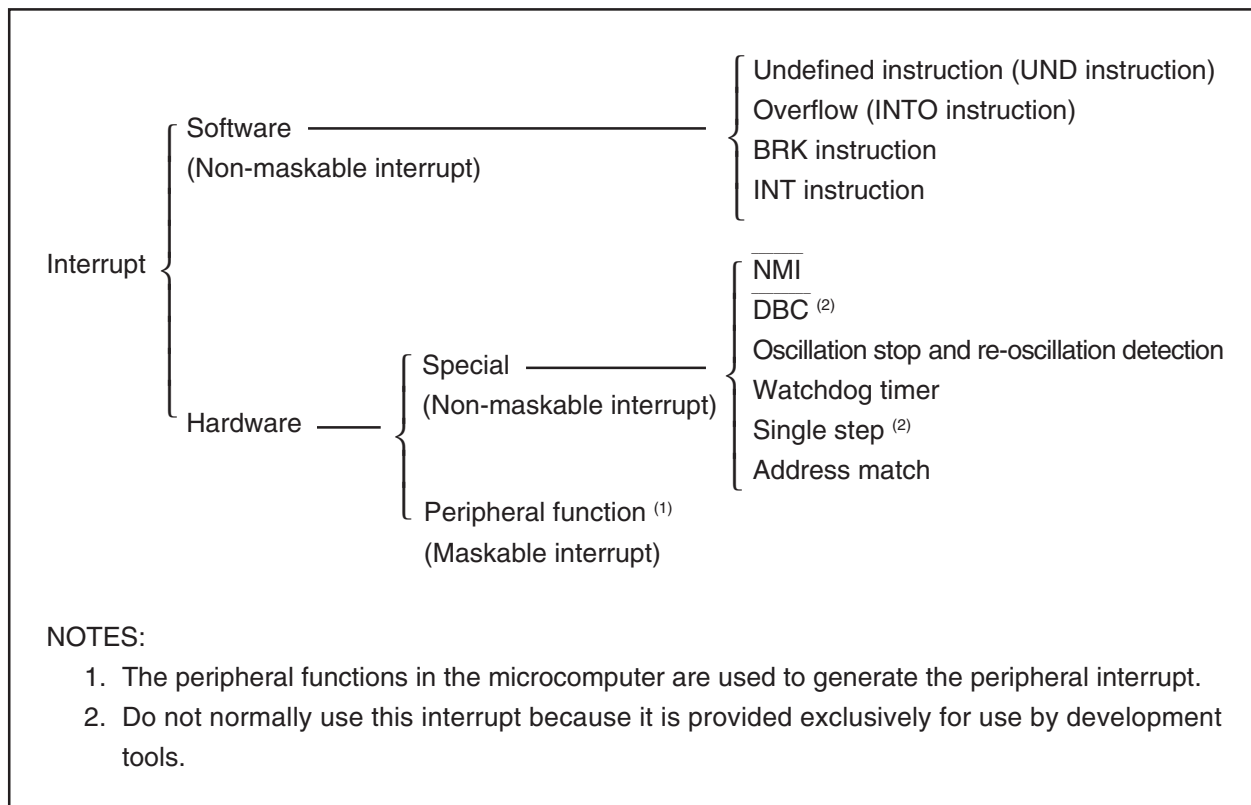 Undefined instruction (UND instruction)
Overflow (INTO instruction)
Software
BRK instruction
(Non-maskable interrupt)
INT instruction
Interrupt
NMI
DBC (2)
Oscillation stop and re-oscillation detection
Special
Watchdog timer
(Non-maskable interrupt)
Hardware
Single step (2)
Address match
Peripheral function (1)
(Maskable interrupt)
NOTES:
1. The peripheral functions in the microcomputer are used to generate the peripheral interrupt.
2. Do not normally use this interrupt because it is provided exclusively for use by development
tools.